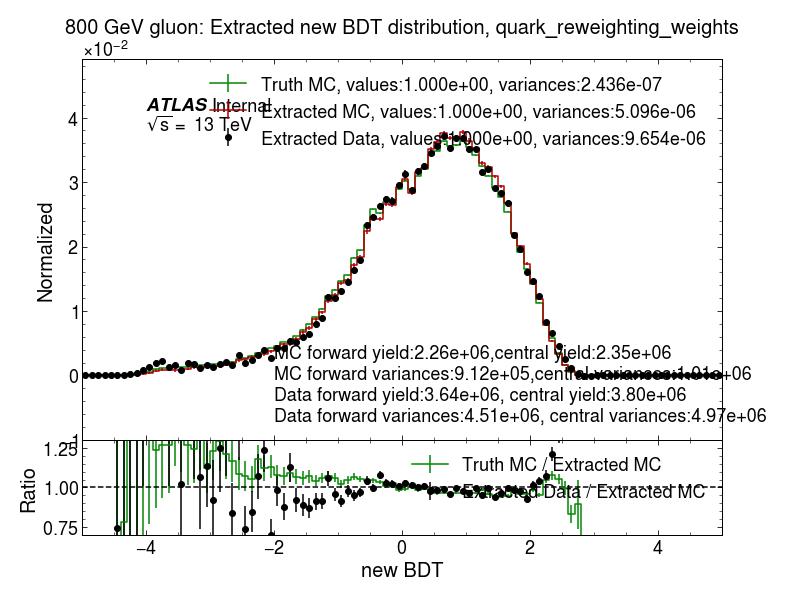 800 GeV gluon: Extracted new BDT distribution, quark_reweighting_weights
×10⁻²
Truth MC, values:1.000e+00, variances:2.436e-07
ATLAS Internal
Extracted MC, values:1.000e+00, variances:5.096e-06
√s = 13 TeV
Extracted Data, values:1.000e+00, variances:9.654e-06
Normalized
4
3
2
1
0
MC forward yield:2.26e+06,central yield:2.35e+06
MC forward variances:9.12e+05,central variances:1.01e+06
Data forward yield:3.64e+06, central yield:3.80e+06
Data forward variances:4.51e+06, central variances:4.97e+06
Ratio
1.25
1.00
0.75
Truth MC / Extracted MC
Extracted Data / Extracted MC
−4 −2 0 2 4
new BDT